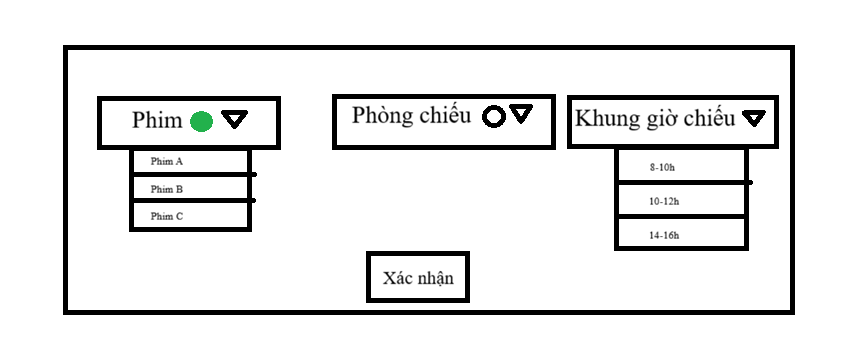 Phim
Phòng chiếu
Khung giờ chiếu
Phim A
Phim B
Phim C
8-10h
10-12h
14-16h
Xác nhận